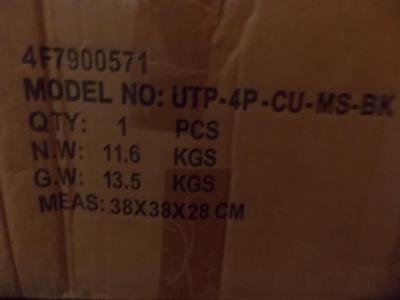 4F7900571
MODEL NO: UTP-4P-CU-MS-BK
QTY: 1 PCS
N.W: 11.6 KGS
G.W: 13.5 KGS
MEAS: 38X38X28 CM